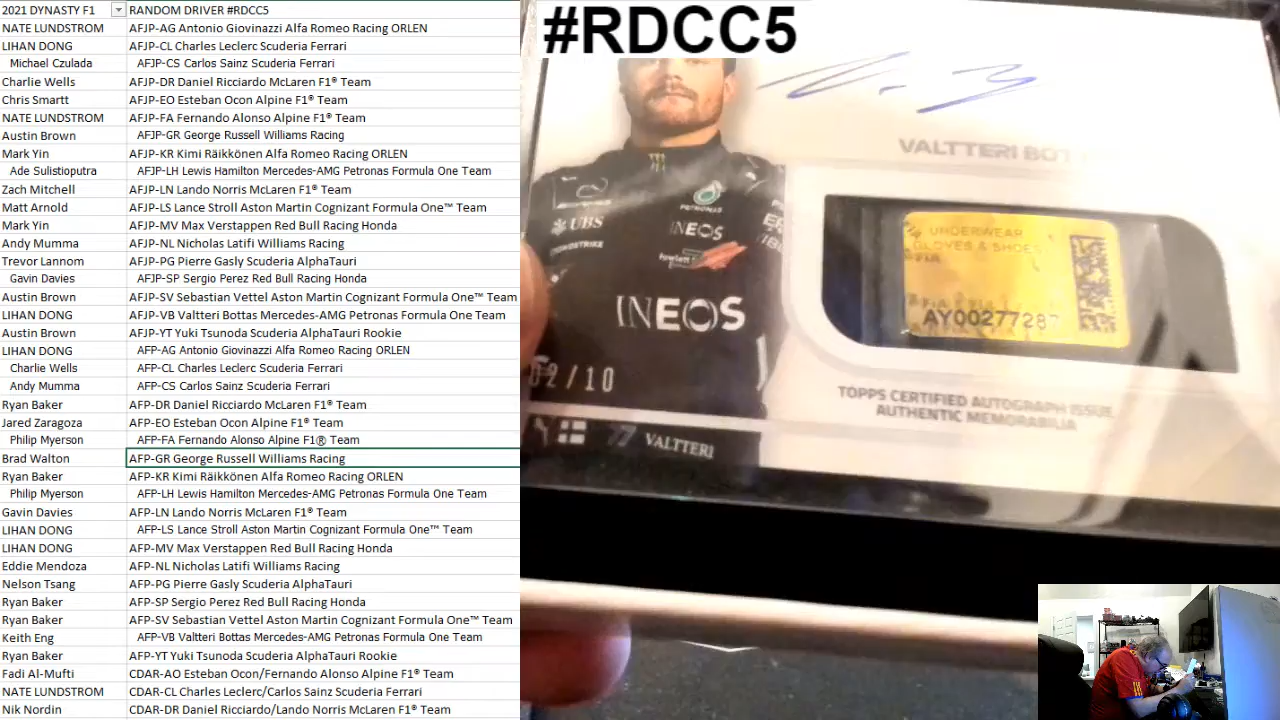 2021 DYNASTY F1 RANDOM DRIVER #RDCC5
NATE LUNDSTROM AFJP-AG Antonio Giovinazzi Alfa Romeo Racing ORLEN
LIHAN DONG AFJP-CL Charles Leclerc Scuderia Ferrari
Michael Czulada AFJP-CS Carlos Sainz Scuderia Ferrari
Charlie Wells AFJP-DR Daniel Ricciardo McLaren F1® Team
Chris Smartt AFJP-EO Esteban Ocon Alpine F1® Team
NATE LUNDSTROM AFJP-FA Fernando Alonso Alpine F1® Team
Austin Brown AFJP-GR George Russell Williams Racing
Mark Yin AFJP-KR Kimi Räikkönen Alfa Romeo Racing ORLEN
Ade Sulistioputra AFJP-LH Lewis Hamilton Mercedes-AMG Petronas Formula One Team
Zach Mitchell AFJP-LN Lando Norris McLaren F1® Team
Matt Arnold AFJP-LS Lance Stroll Aston Martin Cognizant Formula One™ Team
Mark Yin AFJP-MV Max Verstappen Red Bull Racing Honda
Andy Mumma AFJP-NL Nicholas Latifi Williams Racing
Trevor Lannom AFJP-PG Pierre Gasly Scuderia AlphaTauri
Gavin Davies AFJP-SP Sergio Perez Red Bull Racing Honda
Austin Brown AFJP-SV Sebastian Vettel Aston Martin Cognizant Formula One™ Team
LIHAN DONG AFJP-VB Valtteri Bottas Mercedes-AMG Petronas Formula One Team
Austin Brown AFJP-YT Yuki Tsunoda Scuderia AlphaTauri Rookie
LIHAN DONG AFP-AG Antonio Giovinazzi Alfa Romeo Racing ORLEN
Charlie Wells AFP-CL Charles Leclerc Scuderia Ferrari
Andy Mumma AFP-CS Carlos Sainz Scuderia Ferrari
Ryan Baker AFP-DR Daniel Ricciardo McLaren F1® Team
Jared Zaragoza AFP-EO Esteban Ocon Alpine F1® Team
Philip Myerson AFP-FA Fernando Alonso Alpine F1® Team
Brad Walton AFP-GR George Russell Williams Racing
Ryan Baker AFP-KR Kimi Räikkönen Alfa Romeo Racing ORLEN
Philip Myerson AFP-LH Lewis Hamilton Mercedes-AMG Petronas Formula One Team
Gavin Davies AFP-LN Lando Norris McLaren F1® Team
LIHAN DONG AFP-LS Lance Stroll Aston Martin Cognizant Formula One™ Team
LIHAN DONG AFP-MV Max Verstappen Red Bull Racing Honda
Eddie Mendoza AFP-NL Nicholas Latifi Williams Racing
Nelson Tsang AFP-PG Pierre Gasly Scuderia AlphaTauri
Ryan Baker AFP-SP Sergio Perez Red Bull Racing Honda
Ryan Baker AFP-SV Sebastian Vettel Aston Martin Cognizant Formula One™ Team
Keith Eng AFP-VB Valtteri Bottas Mercedes-AMG Petronas Formula One Team
Ryan Baker AFP-YT Yuki Tsunoda Scuderia AlphaTauri Rookie
Fadi Al-Mufti CDAR-AO Esteban Ocon/Fernando Alonso Alpine F1® Team
NATE LUNDSTROM CDAR-CL Charles Leclerc/Carlos Sainz Scuderia Ferrari
Nik Nordin CDAR-DR Daniel Ricciardo/Lando Norris McLaren F1® Team
#RDCC5
VALTTERI BOT
PETRONAS
UBS
INEOS
CROWDSTRIKE
INEOS
UNDERWEAR
GLOVES & SHOES
AY00277287
02/10
TOPPS CERTIFIED AUTOGRAPH ISSUE
AUTHENTIC MEMORABILIA
77 VALTTERI